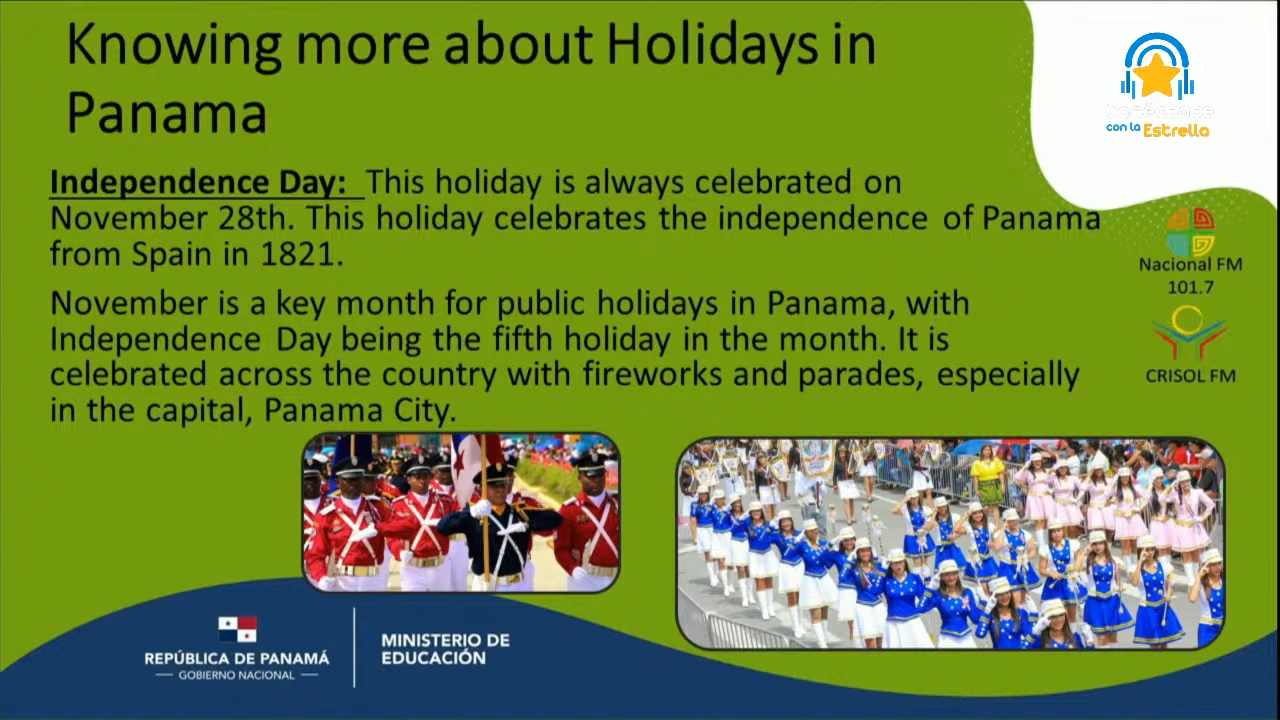 Knowing more about Holidays in
Panama
Conéctate
con la Estrella
Independence Day: This holiday is always celebrated on
November 28th. This holiday celebrates the independence of Panama
from Spain in 1821.
Nacional FM
101.7
November is a key month for public holidays in Panama, with
Independence Day being the fifth holiday in the month. It is
celebrated across the country with fireworks and parades, especially
in the capital, Panama City.
CRISOL FM
REPÚBLICA DE PANAMÁ
GOBIERNO NACIONAL
MINISTERIO DE
EDUCACIÓN